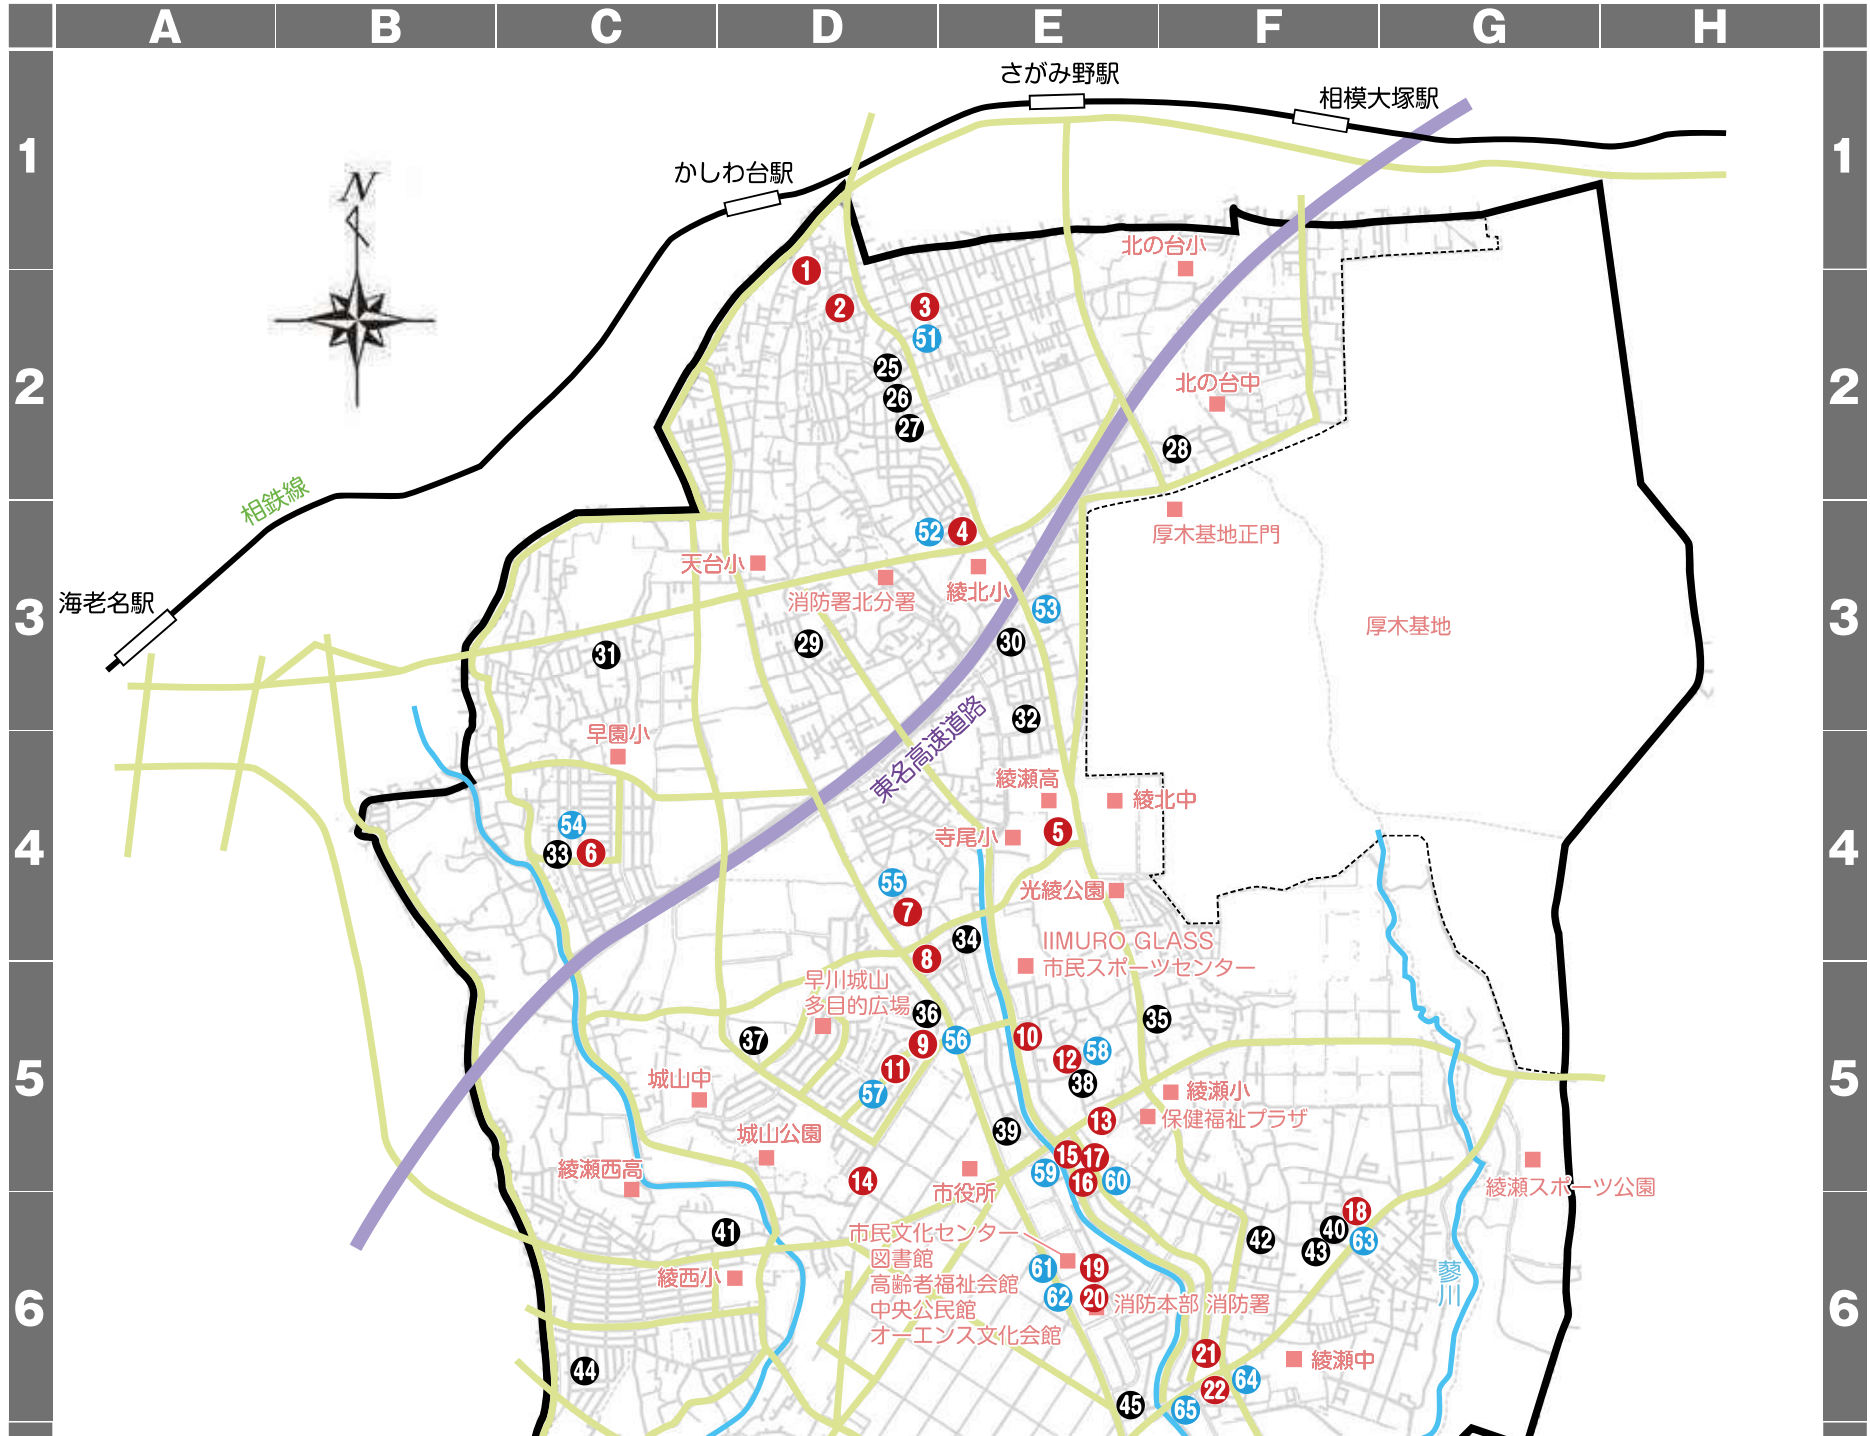 A B C D E F G H
さがみ野駅
相模大塚駅
1 1
かしわ台駅
N
北の台小
1
2
3
51
2 2
25
北の台中
26
27
28
相鉄線
52 4
厚木基地正門
天台小
綾北小
消防署北分署
海老名駅
53
3 3
厚木基地
29
30
31
32
早園小
東名高速道路
綾瀬高
綾北中
54
寺尾小 5
4 4
33 6
55
光綾公園
7
34
IIMURO GLASS
市民スポーツセンター
8
早川城山
多目的広場
36
35
37
9 56
10
12 58
11
38
5 5
城山中
57
綾瀬小
保健福祉プラザ
13
39
城山公園
15 17
綾瀬西高
59
16 60
14
市役所
綾瀬スポーツ公園
18
41
市民文化センター
図書館
高齢者福祉会館
中央公民館
オーエンス文化会館
40
42
43
63
61 19
綾西小
蓼川
62 20
消防本部 消防署
6 6
21
綾瀬中
44
64
22
45
65